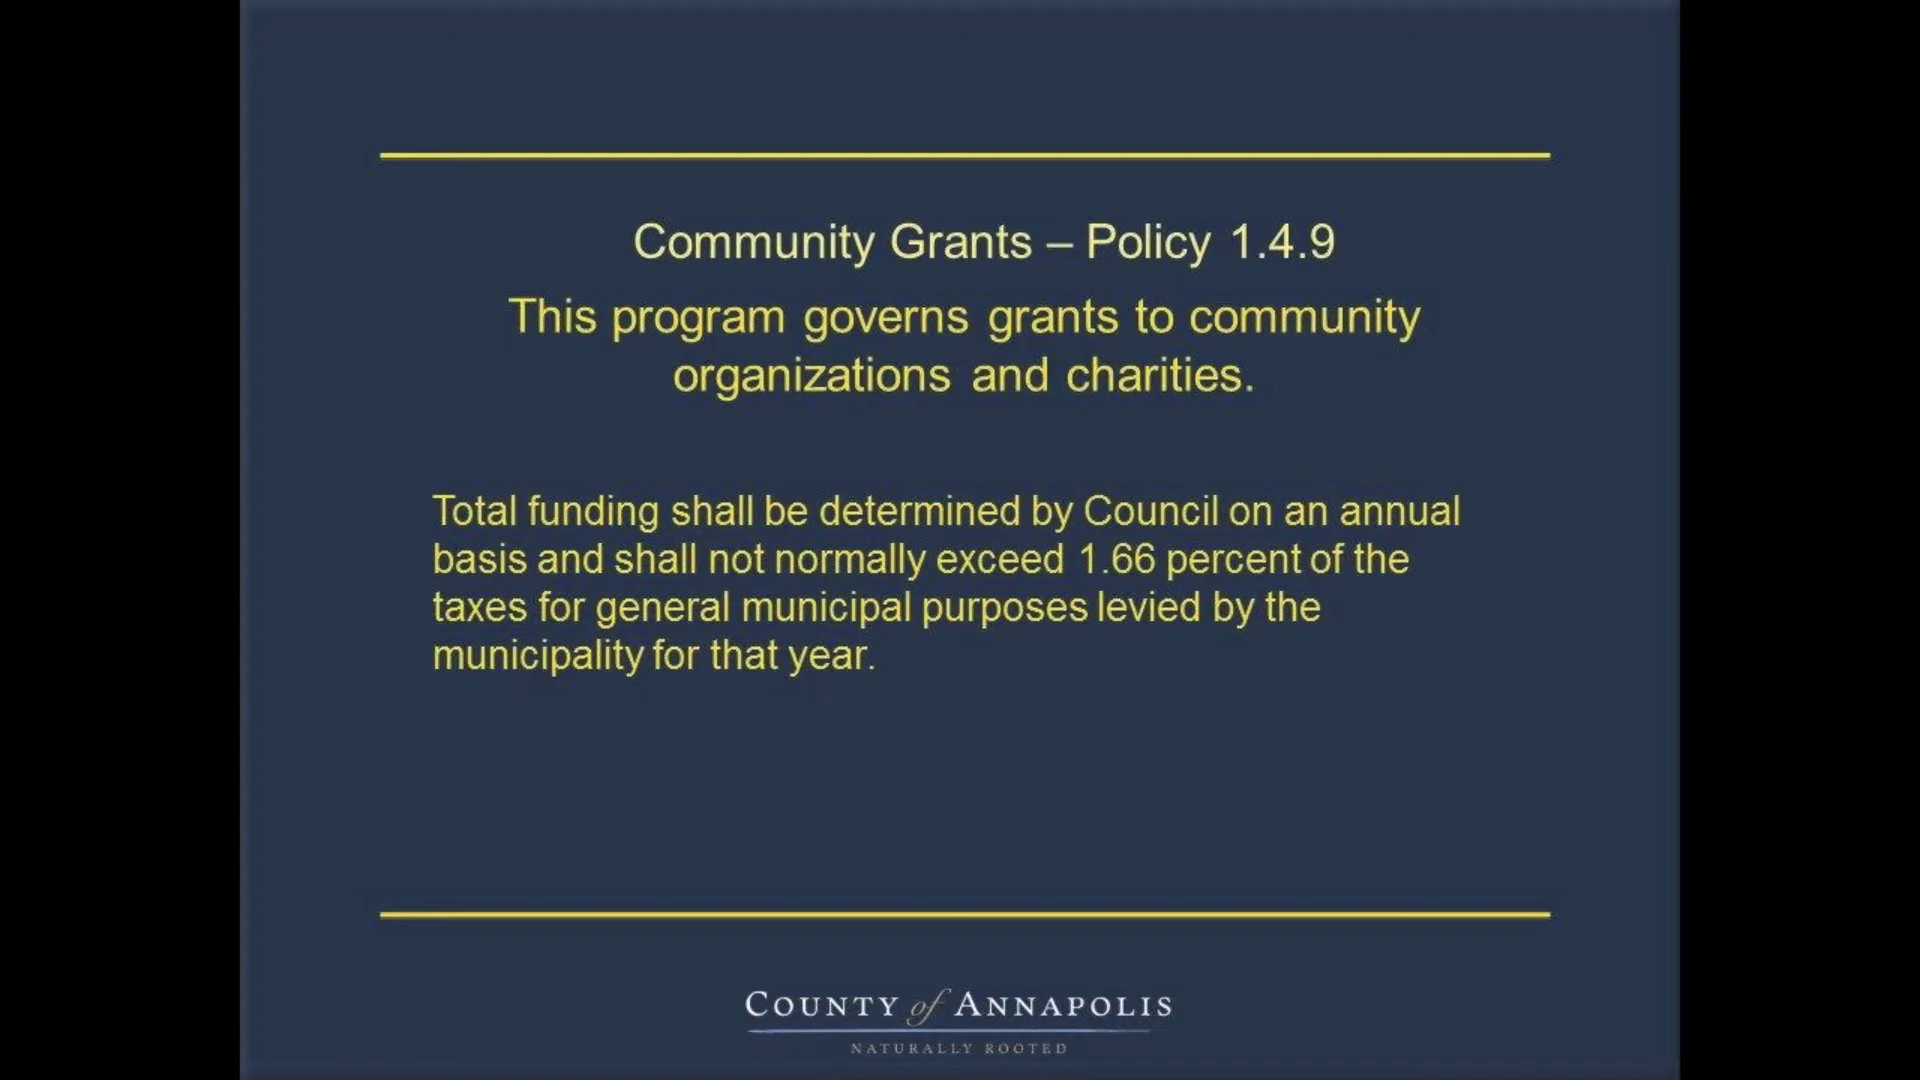 Community Grants – Policy 1.4.9
This program governs grants to community
organizations and charities.
Total funding shall be determined by Council on an annual
basis and shall not normally exceed 1.66 percent of the
taxes for general municipal purposes levied by the
municipality for that year.
COUNTY of ANNAPOLIS
NATURALLY ROOTED